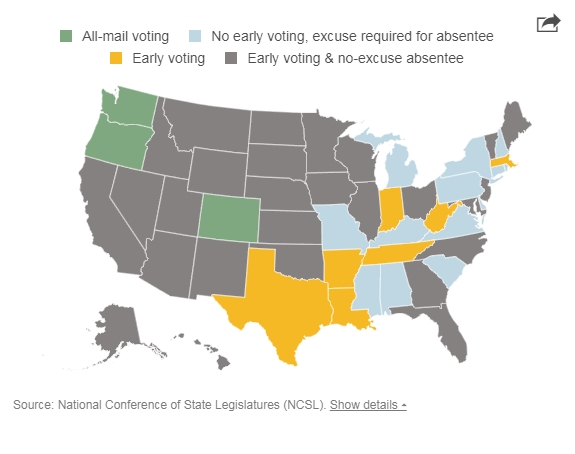 All-mail voting No early voting, excuse required for absentee
Early voting Early voting & no-excuse absentee
Source: National Conference of State Legislatures (NCSL). Show details